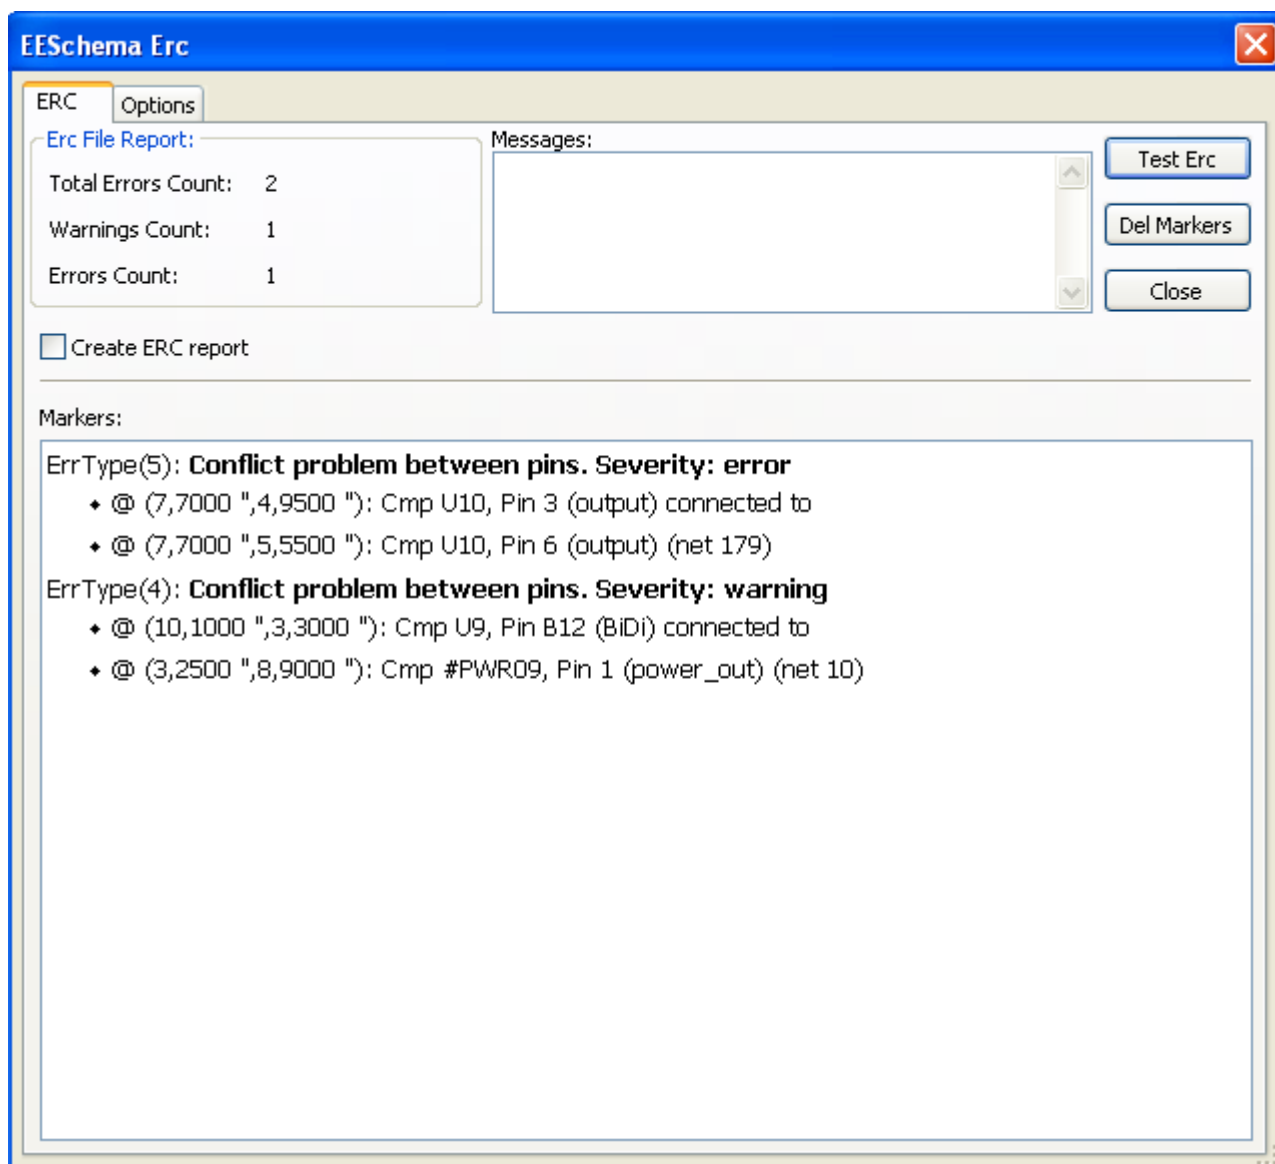 EESchema Erc
ERC
Options
Erc File Report:
Total Errors Count: 2
Warnings Count: 1
Errors Count: 1
Messages:
Test Erc
Del Markers
Close
Create ERC report
Markers:
ErrType(5): Conflict problem between pins. Severity: error
◆ @ (7,7000 ",4,9500 "): Cmp U10, Pin 3 (output) connected to
◆ @ (7,7000 ",5,5500 "): Cmp U10, Pin 6 (output) (net 179)
ErrType(4): Conflict problem between pins. Severity: warning
◆ @ (10,1000 ",3,3000 "): Cmp U9, Pin B12 (BiDi) connected to
◆ @ (3,2500 ",8,9000 "): Cmp #PWR09, Pin 1 (power_out) (net 10)